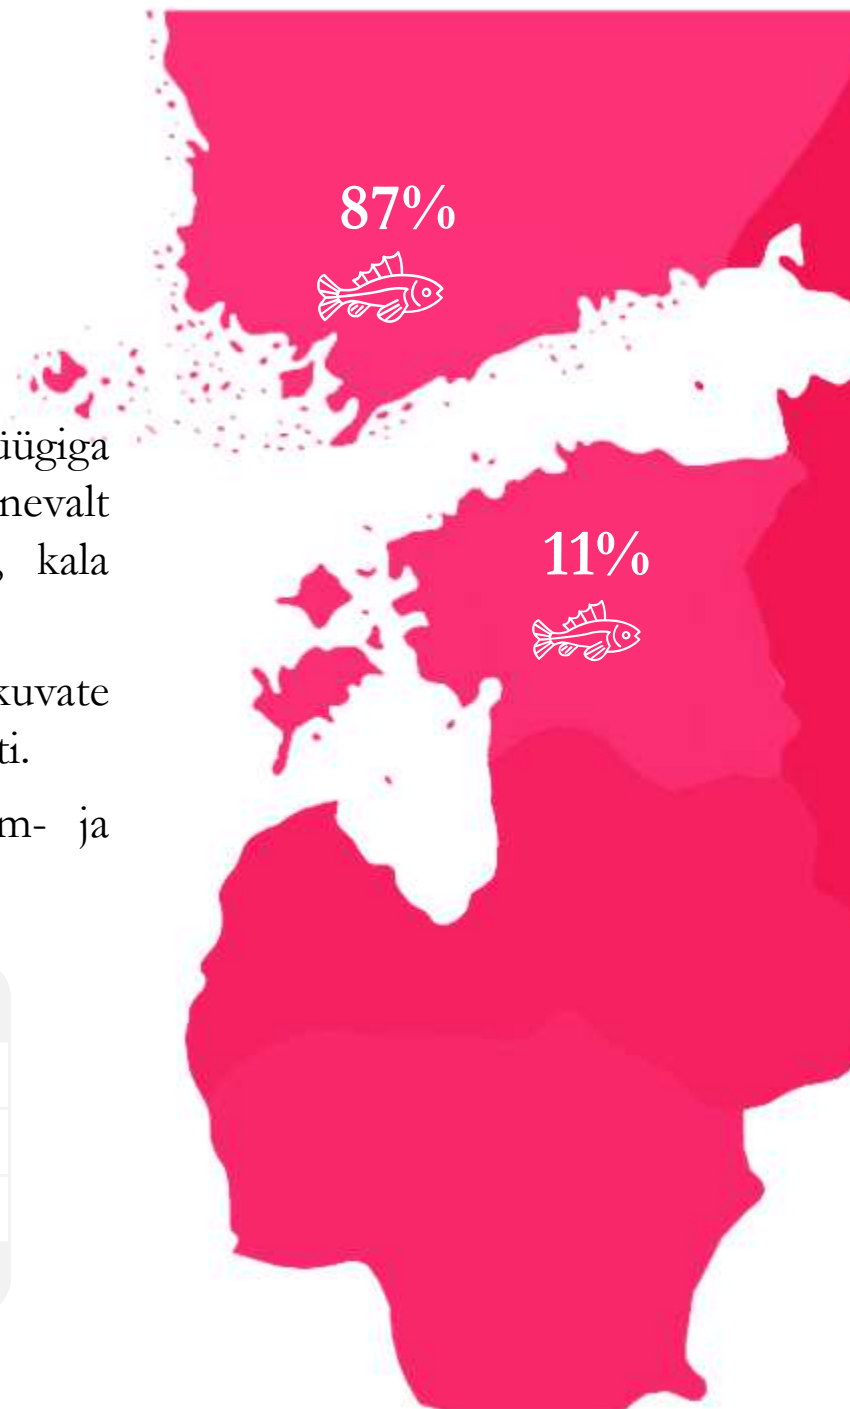 87%
üügiga
nevalt
, kala
11%
kuvate
ti.
m- ja